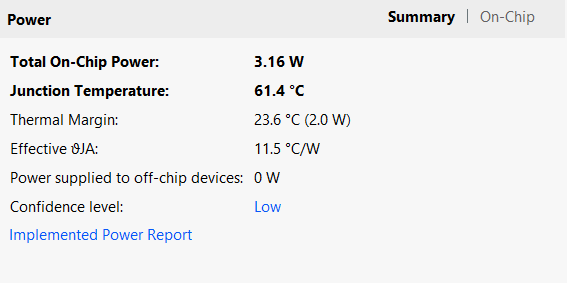 Power Summary | On-Chip
Total On-Chip Power: 3.16 W
Junction Temperature: 61.4 °C
Thermal Margin: 23.6 °C (2.0 W)
Effective ϑJA: 11.5 °C/W
Power supplied to off-chip devices: 0 W
Confidence level: Low
Implemented Power Report